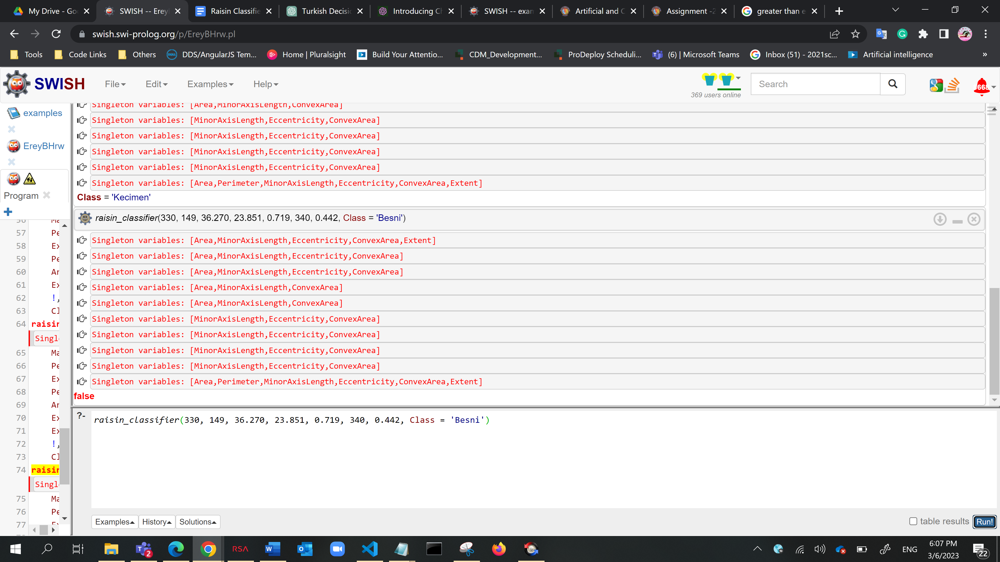 My Drive - Goo
SWISH -- Ereyl
Raisin Classifie
Turkish Decisic
Introducing Ch
SWISH -- exam
Artificial and C
Assignment -2
greater than e
swish.swi-prolog.org/p/EreyBHrw.pl
Tools
Code Links
Others
DDS/AngularJS Tem...
Home | Pluralsight
Build Your Attentio...
CDM_Development...
ProDeploy Scheduli...
(6) | Microsoft Teams
Inbox (51) - 2021sc...
Artificial intelligence
»
SWISH
File
Edit
Examples
Help
369 users online
Search
examples
EreyBHrw
Program
Singleton variables: [Area,MinorAxisLength,ConvexArea]
Singleton variables: [MinorAxisLength,Eccentricity,ConvexArea]
Singleton variables: [MinorAxisLength,Eccentricity,ConvexArea]
Singleton variables: [MinorAxisLength,Eccentricity,ConvexArea]
Singleton variables: [MinorAxisLength,Eccentricity,ConvexArea]
Singleton variables: [Area,Perimeter,MinorAxisLength,Eccentricity,ConvexArea,Extent]
Class = 'Kecimen'
raisin_classifier(330, 149, 36.270, 23.851, 0.719, 340, 0.442, Class = 'Besni')
Singleton variables: [Area,MinorAxisLength,Eccentricity,ConvexArea,Extent]
Singleton variables: [Area,MinorAxisLength,Eccentricity,ConvexArea]
Singleton variables: [Area,MinorAxisLength,Eccentricity,ConvexArea]
Singleton variables: [Area,MinorAxisLength,ConvexArea]
Singleton variables: [Area,MinorAxisLength,ConvexArea]
Singleton variables: [MinorAxisLength,Eccentricity,ConvexArea]
Singleton variables: [MinorAxisLength,Eccentricity,ConvexArea]
Singleton variables: [MinorAxisLength,Eccentricity,ConvexArea]
Singleton variables: [MinorAxisLength,Eccentricity,ConvexArea]
Singleton variables: [Area,Perimeter,MinorAxisLength,Eccentricity,ConvexArea,Extent]
false
56 Ma
57 Pe
58 Ex
59 Pe
60 Ar
61 Ex
62 !,
63 Cl
64 raisin
Single
65 Ma
66 Pe
67 Ex
68 Pe
69 Ar
70 Ex
71 Ex
72 !,
73 Cl
74 raisin
Single
75 Ma
76 Pe
77 Ex
?- raisin_classifier(330, 149, 36.270, 23.851, 0.719, 340, 0.442, Class = 'Besni')
Examples
History
Solutions
table results
Run!
2
RSA
ENG
6:07 PM
3/6/2023
22